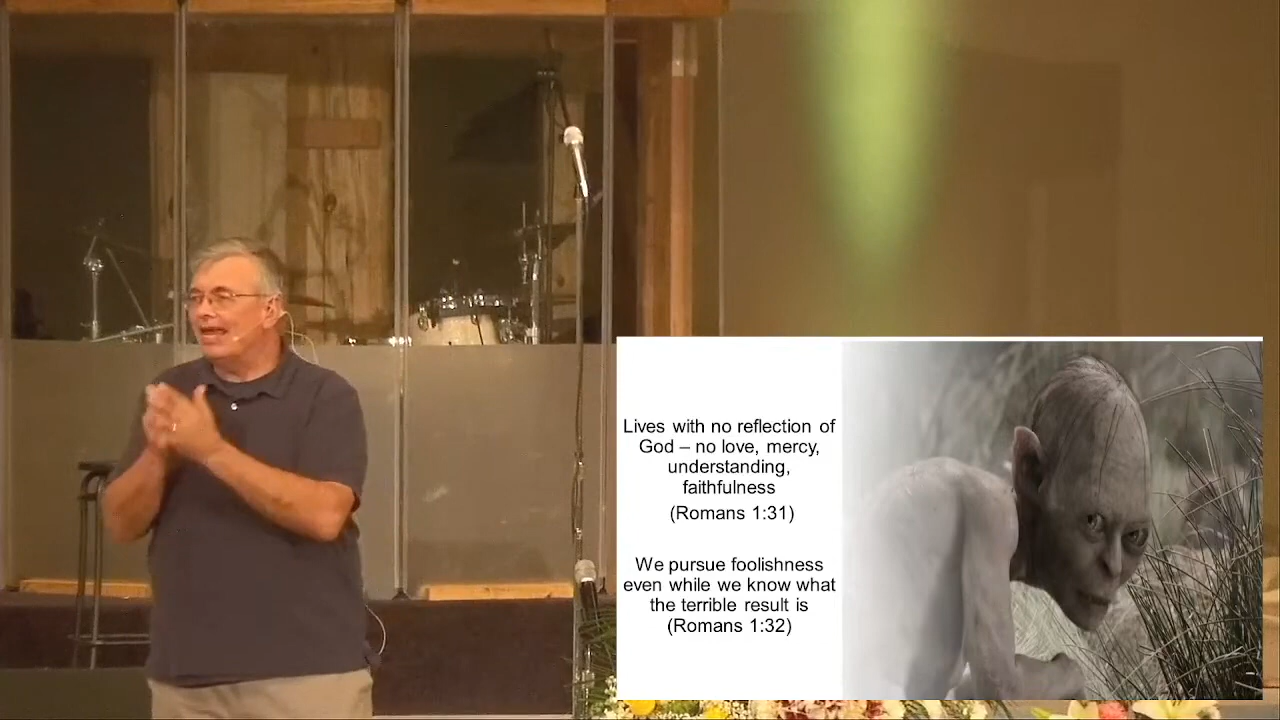 Lives with no reflection of
God – no love, mercy,
understanding,
faithfulness
(Romans 1:31)
We pursue foolishness
even while we know what
the terrible result is
(Romans 1:32)